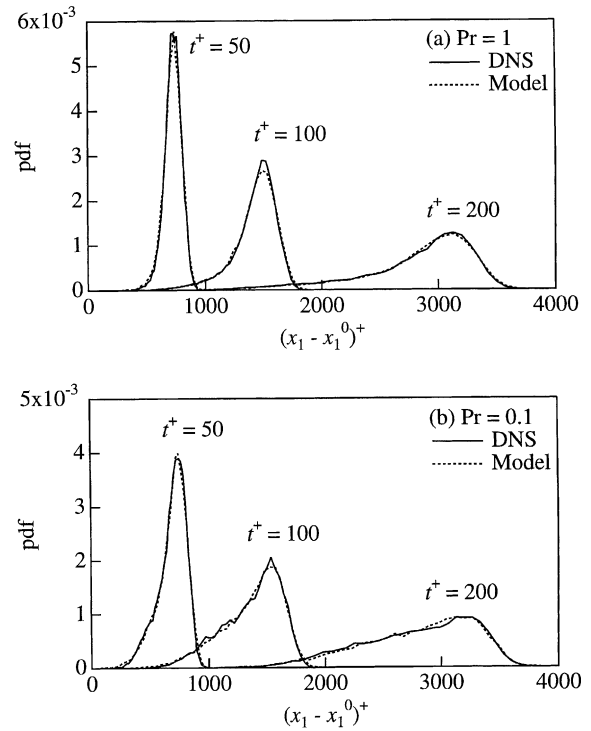 6x10⁻³
(a) Pr = 1
DNS
Model
t⁺ = 50
5
4
t⁺ = 100
pdf
3
t⁺ = 200
2
1
0
0 1000 2000 3000 4000
(x₁ - x₁⁰)⁺
5x10⁻³
(b) Pr = 0.1
DNS
Model
t⁺ = 50
4
3
t⁺ = 100
pdf
2
t⁺ = 200
1
0
0 1000 2000 3000 4000
(x₁ - x₁⁰)⁺